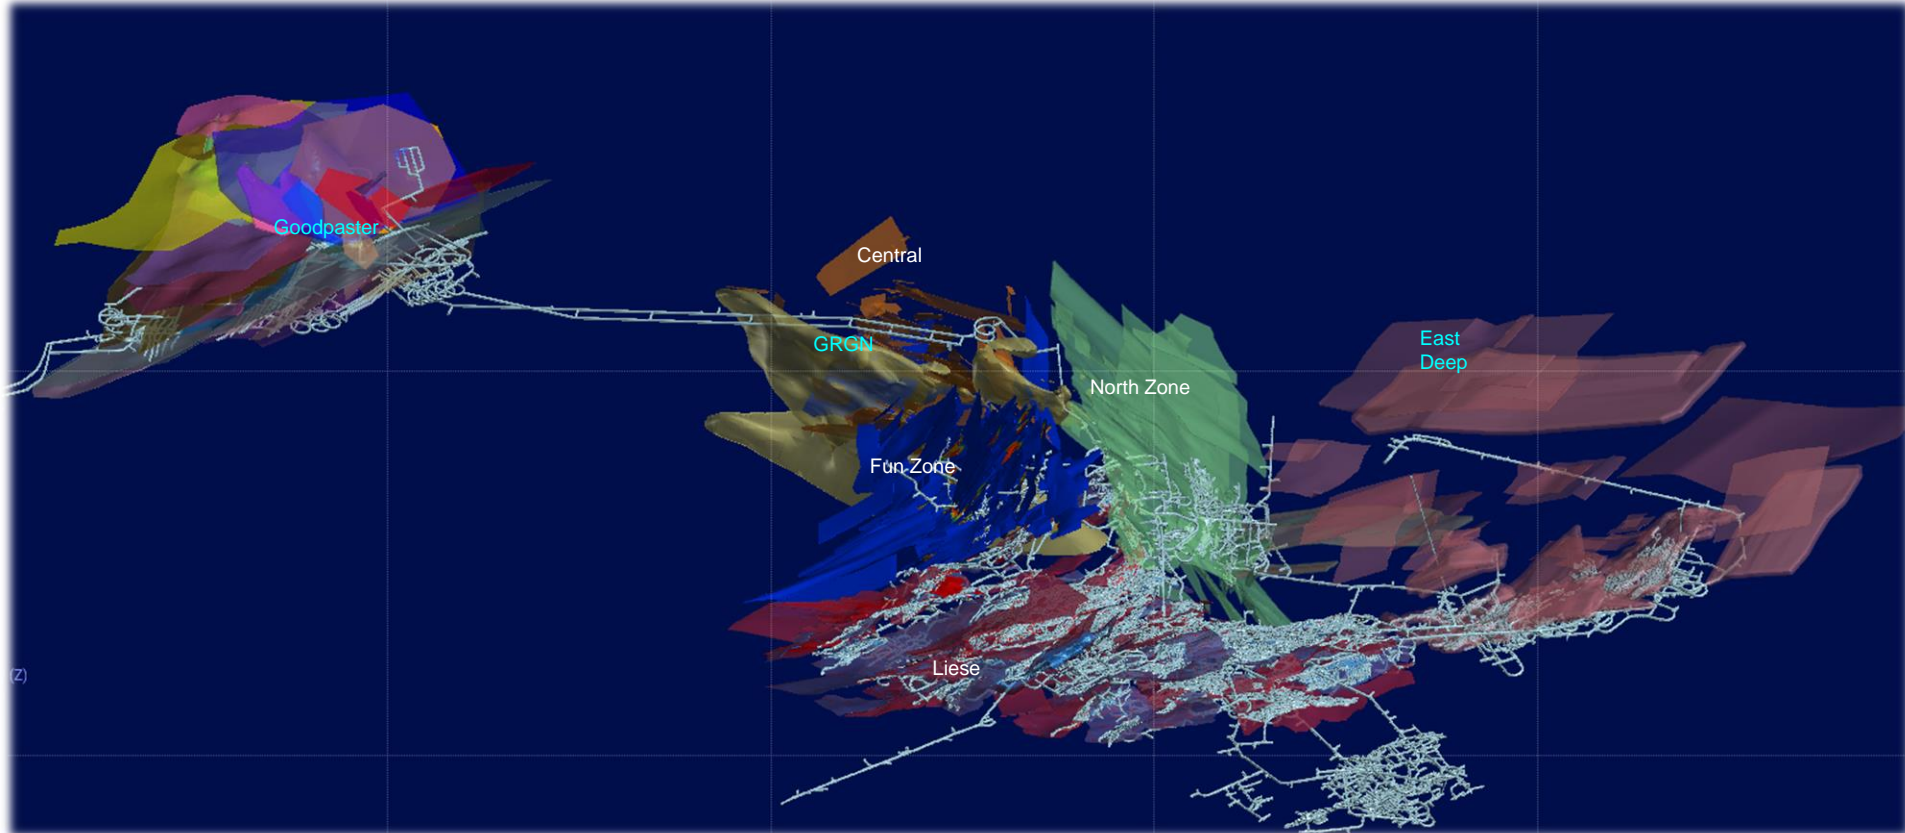 Goodpaster
Central
GRGN
East
Deep
North Zone
Fun Zone
Liese
(Z)